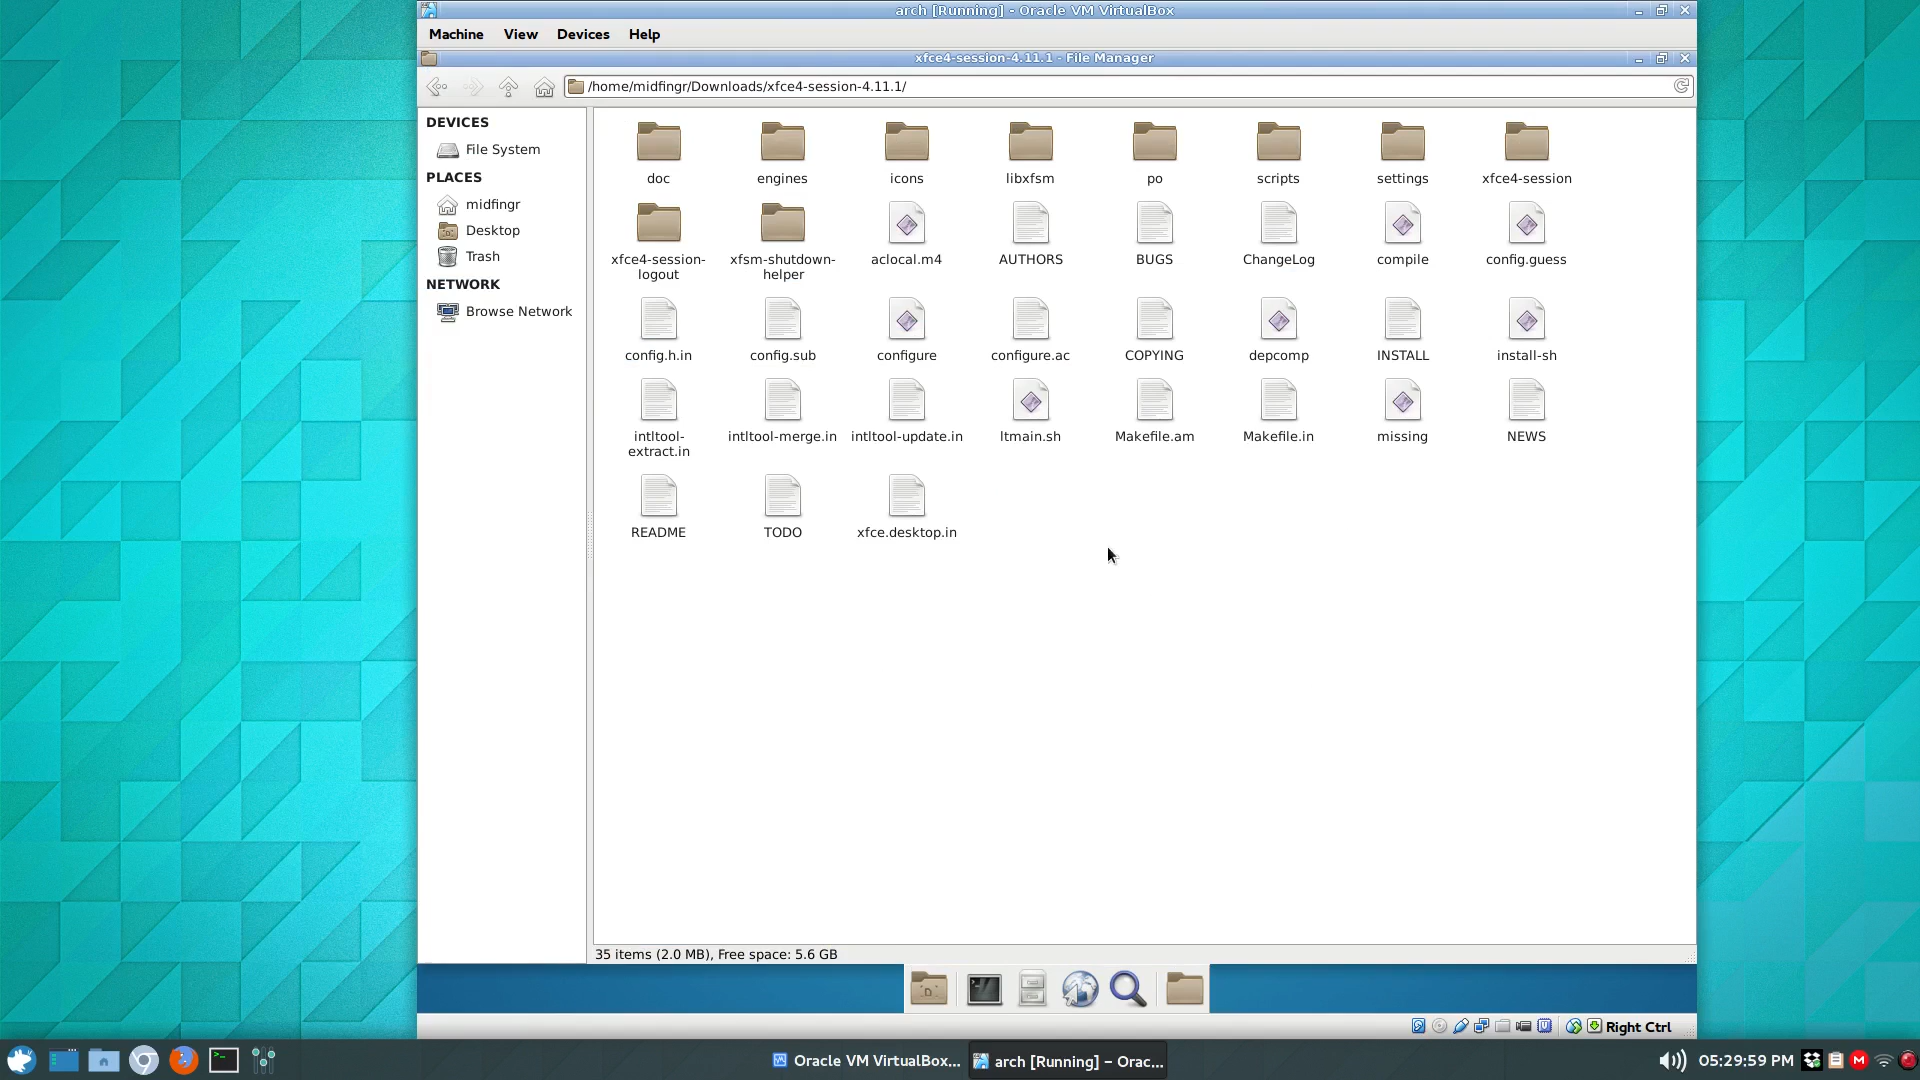 arch [Running] - Oracle VM VirtualBox
Machine View Devices Help
xfce4-session-4.11.1 - File Manager
/home/midfingr/Downloads/xfce4-session-4.11.1/
DEVICES
File System
PLACES
midfingr
Desktop
Trash
NETWORK
Browse Network
doc engines icons libxfsm po scripts settings xfce4-session
xfce4-session-logout xfsm-shutdown-helper aclocal.m4 AUTHORS BUGS ChangeLog compile config.guess
config.h.in config.sub configure configure.ac COPYING depcomp INSTALL install-sh
intltool-extract.in intltool-merge.in intltool-update.in ltmain.sh Makefile.am Makefile.in missing NEWS
README TODO xfce.desktop.in
35 items (2.0 MB), Free space: 5.6 GB
Right Ctrl
Oracle VM VirtualBox... arch [Running] – Orac... 05:29:59 PM